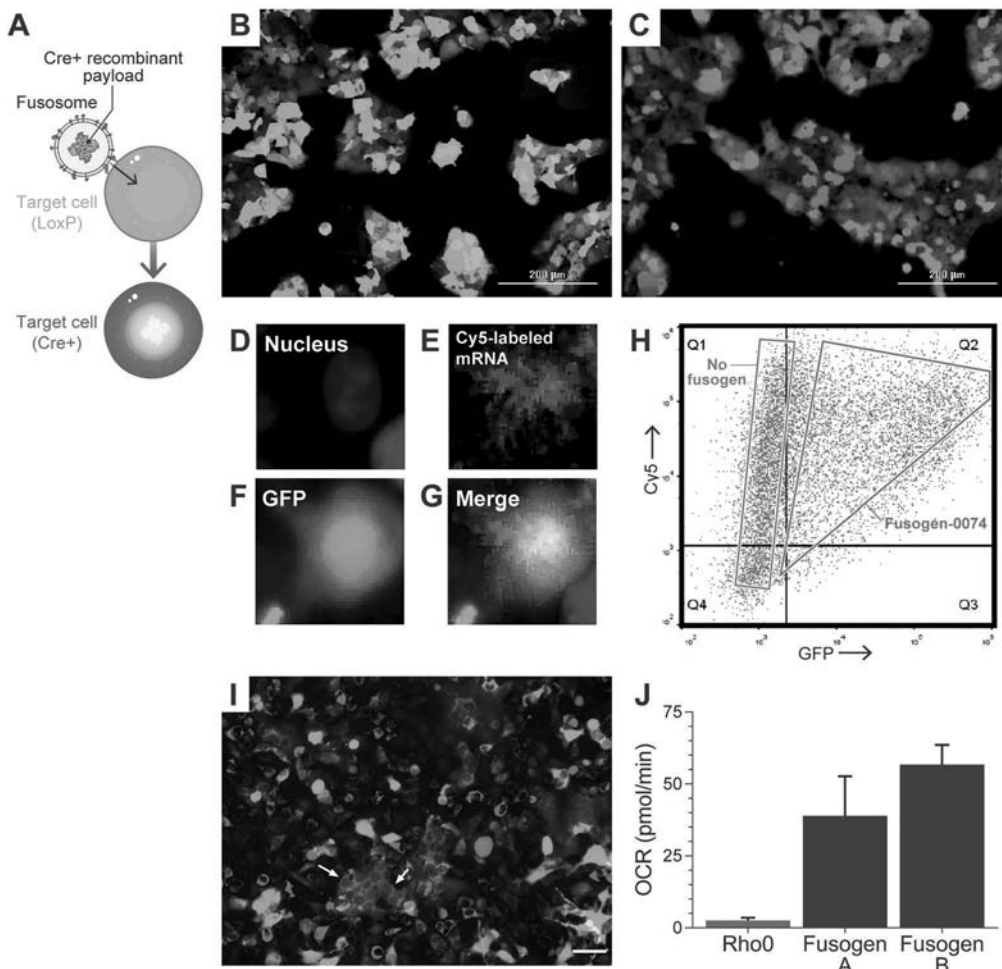 A
Cre+ recombinant
payload
Fusosome
Target cell
(LoxP)
Target cell
(Cre+)
B
200 µm
C
200 µm
D
Nucleus
E
Cy5-labeled
mRNA
F
GFP
G
Merge
H
Q1
Q2
No
fusogen
Cy5
Fusogen-0074
Q4
Q3
GFP
I
J
OCR (pmol/min)
75
50
25
0
Rho0
Fusogen
A
Fusogen
B